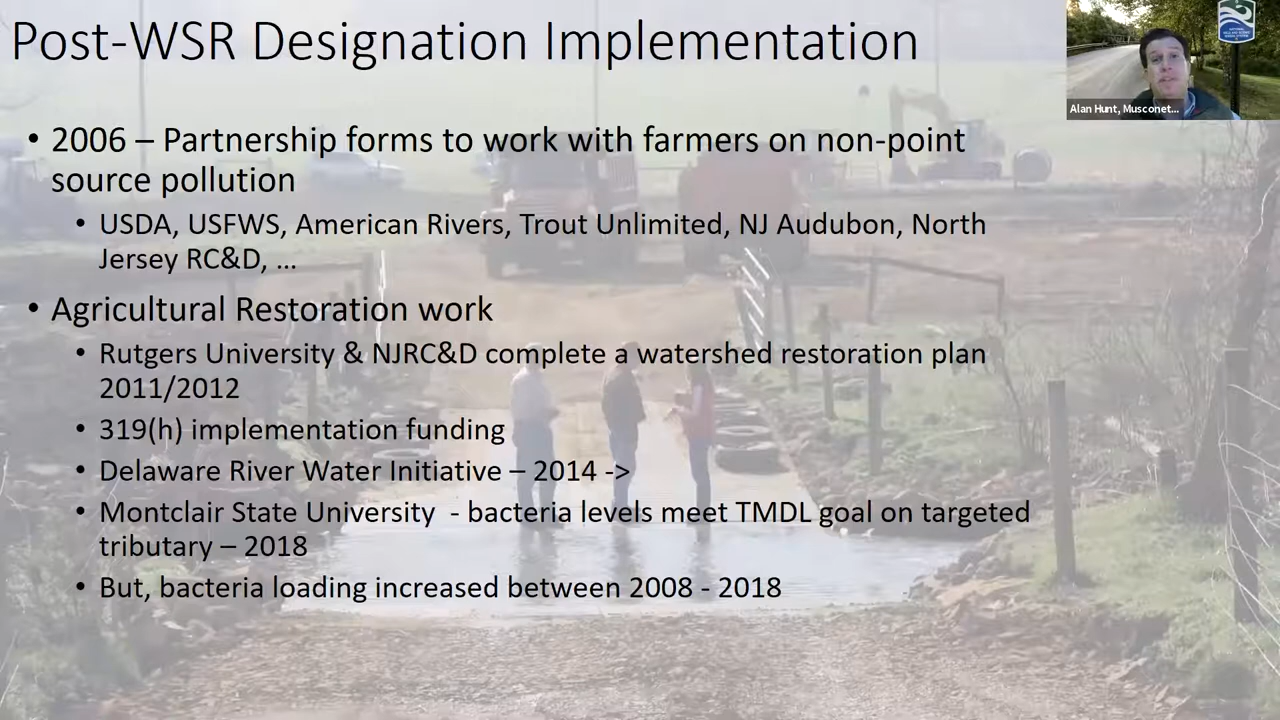 Post-WSR Designation Implementation
Alan Hunt, Musconet...
• 2006 – Partnership forms to work with farmers on non-point
source pollution
• USDA, USFWS, American Rivers, Trout Unlimited, NJ Audubon, North
Jersey RC&D, ...
• Agricultural Restoration work
• Rutgers University & NJRC&D complete a watershed restoration plan
2011/2012
• 319(h) implementation funding
• Delaware River Water Initiative – 2014 ->
• Montclair State University  - bacteria levels meet TMDL goal on targeted
tributary – 2018
• But, bacteria loading increased between 2008 - 2018